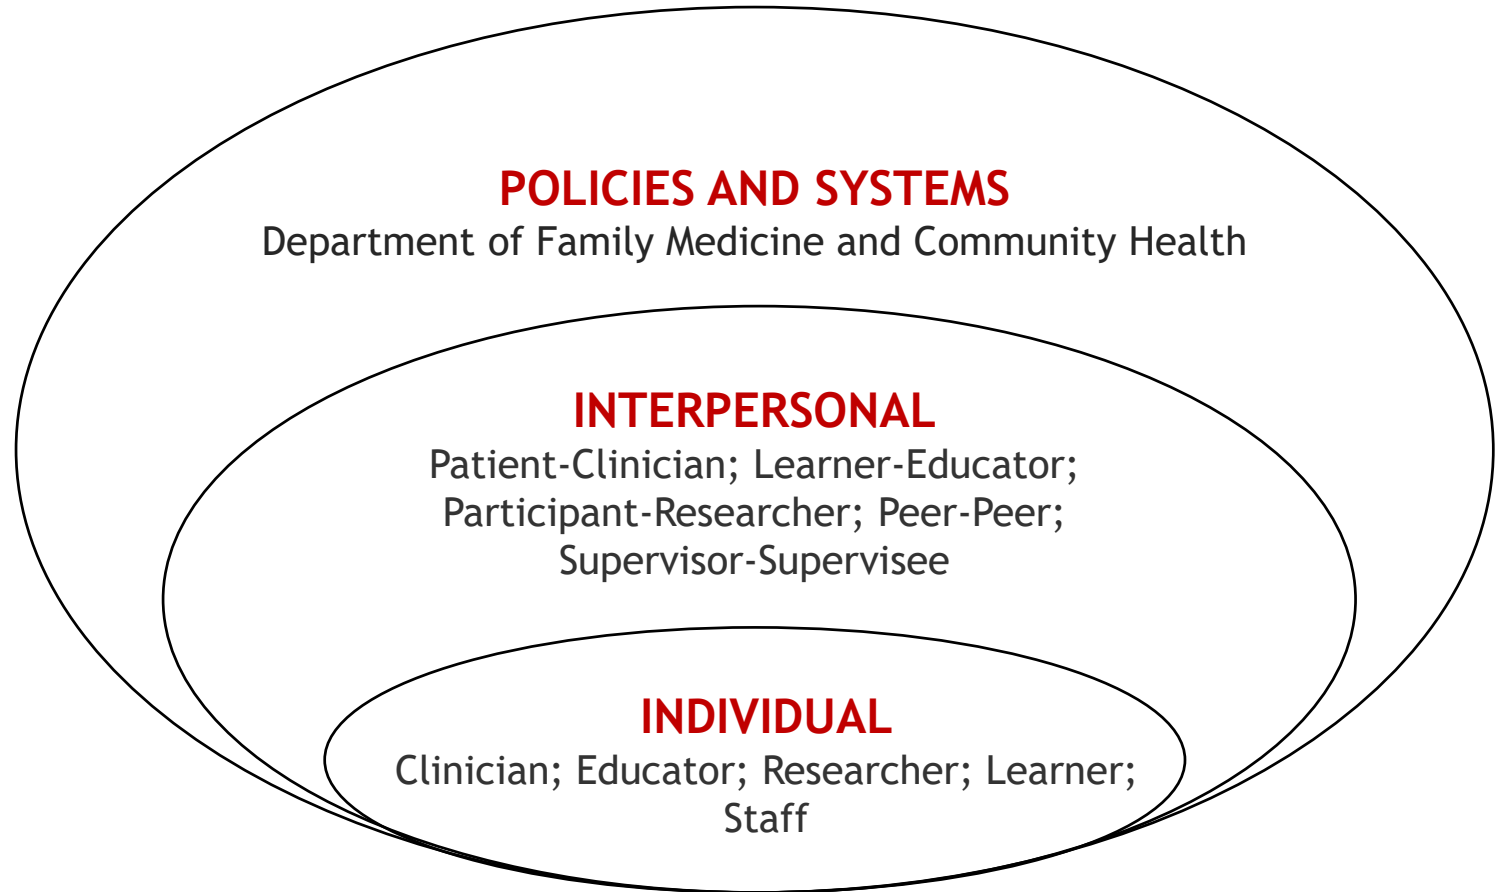 POLICIES AND SYSTEMS
Department of Family Medicine and Community Health
INTERPERSONAL
Patient-Clinician; Learner-Educator;
Participant-Researcher; Peer-Peer;
Supervisor-Supervisee
INDIVIDUAL
Clinician; Educator; Researcher; Learner;
Staff